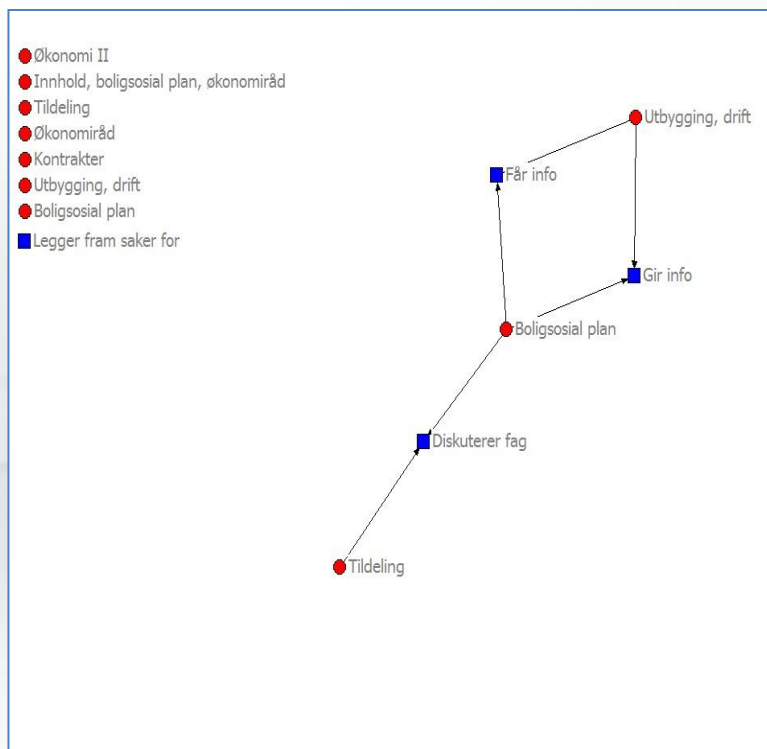 Økonomi II
Innhold, boligsosial plan, økonomiråd
Tildeling
Økonomiråd
Kontrakter
Utbygging, drift
Boligsosial plan
Legger fram saker for
Utbygging, drift
Får info
Gir info
Boligsosial plan
Diskuterer fag
Tildeling